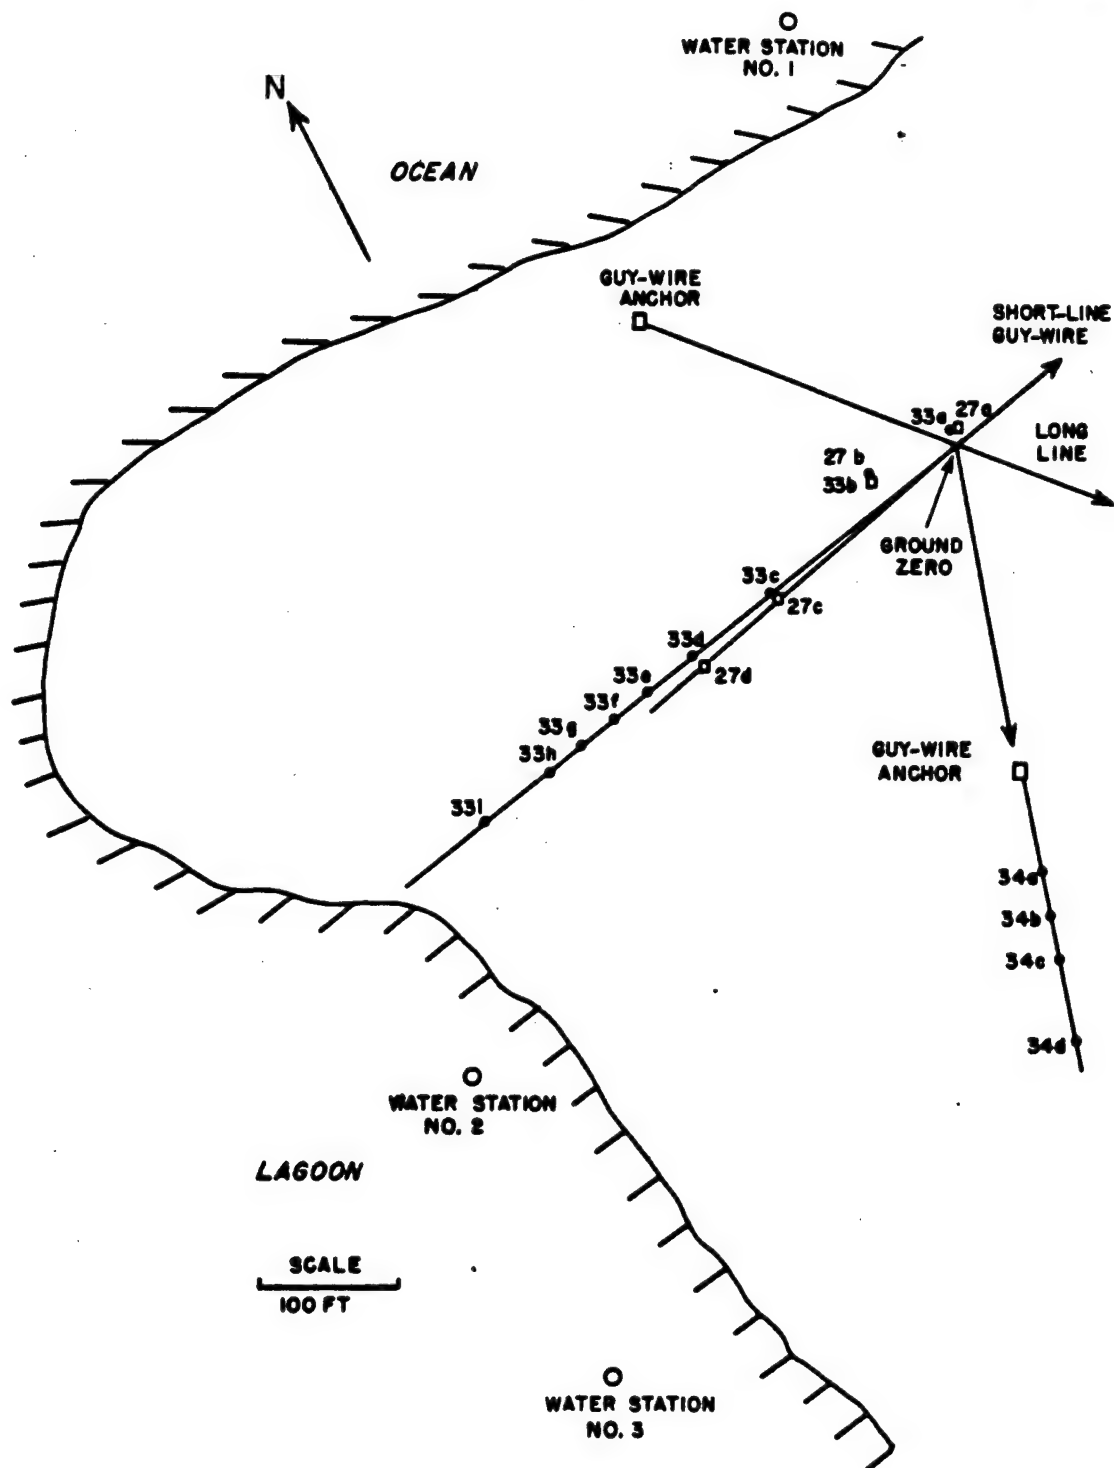 WATER STATION
NO. 1
N
OCEAN
GUY-WIRE
ANCHOR
SHORT-LINE
GUY-WIRE
33a
27a
LONG
LINE
27b
33b
GROUND
ZERO
33c
27c
33d
27d
33e
33f
33g
33h
33i
GUY-WIRE
ANCHOR
34a
34b
34c
34d
WATER STATION
NO. 2
LAGOON
SCALE
100 FT
WATER STATION
NO. 3